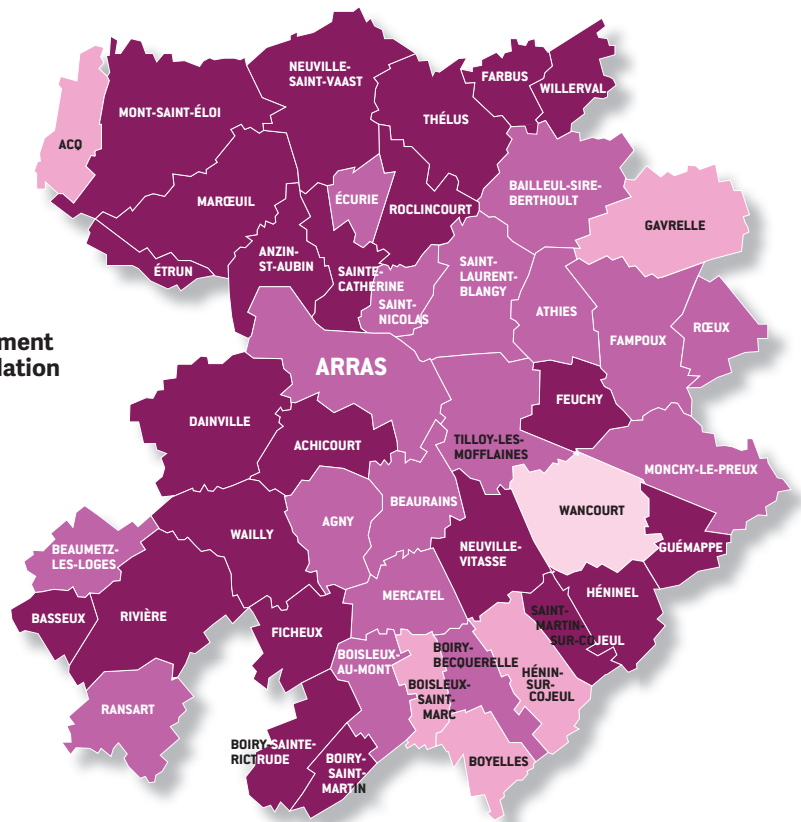 NEUVILLE-
SAINT-VAAST
FARBUS
WILLERVAL
MONT-SAINT-ÉLOI
THÉLUS
ACQ
BAILLEUL-SIRE-
BERTHOULT
MARŒUIL
ÉCURIE
ROCLINCOURT
GAVRELLE
ÉTRUN
ANZIN-
ST-AUBIN
SAINTE-
CATHERINE
SAINT-
LAURENT-
BLANGY
SAINT-
NICOLAS
ATHIES
FAMPOUX
RŒUX
ement
lation
ARRAS
FEUCHY
DAINVILLE
ACHICOURT
TILLOY-LES-
MOFFLAINES
MONCHY-LE-PREUX
BEAURAINS
WANCOURT
AGNY
WAILLY
NEUVILLE-
VITASSE
GUÉMAPPE
BEAUMETZ-
LES-LOGES
MERCATEL
HÉNINEL
BASSEUX
RIVIÈRE
FICHEUX
SAINT-
MARTIN-
SUR-COJEUL
BOISLEUX-
AU-MONT
BOIRY-
BECQUERELLE
HÉNIN-
SUR-
COJEUL
BOISLEUX-
SAINT-
MARC
RANSART
BOIRY-SAINTE-
RICTRUDE
BOIRY-
SAINT-
MARTIN
BOYELLES